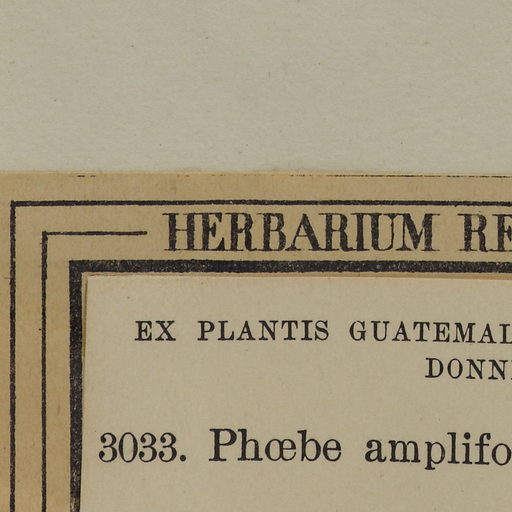 HERBARIUM RE
EX PLANTIS GUATEMAL
DONN
3033. Phœbe amplifo